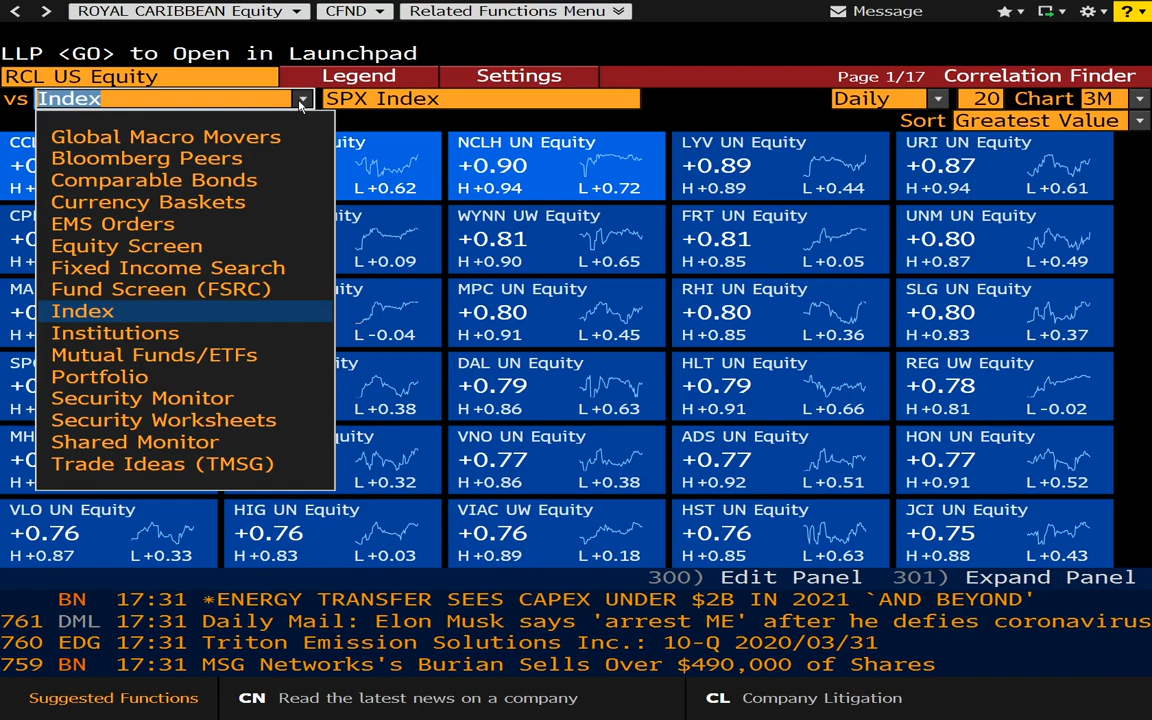 ROYAL CARIBBEAN Equity CFND Related Functions Menu Message ?
LLP <GO> to Open in Launchpad
RCL US Equity Legend Settings Page 1/17 Correlation Finder
vs Index SPX Index Daily 20 Chart 3M
Sort Greatest Value
Global Macro Movers
Bloomberg Peers
Comparable Bonds
Currency Baskets
EMS Orders
Equity Screen
Fixed Income Search
Fund Screen (FSRC)
Index
Institutions
Mutual Funds/ETFs
Portfolio
Security Monitor
Security Worksheets
Shared Monitor
Trade Ideas (TMSG)
NCLH UN Equity LYV UN Equity URI UN Equity
+0.90 +0.89 +0.87
L +0.62 H +0.94 L +0.72 H +0.89 L +0.44 H +0.94 L +0.61
WYNN UW Equity FRT UN Equity UNM UN Equity
+0.81 +0.81 +0.80
L +0.09 H +0.90 L +0.65 H +0.85 L +0.05 H +0.87 L +0.49
MPC UN Equity RHI UN Equity SLG UN Equity
+0.80 +0.80 +0.80
L -0.04 H +0.91 L +0.45 H +0.85 L +0.36 H +0.83 L +0.37
DAL UN Equity HLT UN Equity REG UW Equity
+0.79 +0.79 +0.78
L +0.38 H +0.86 L +0.63 H +0.91 L +0.66 H +0.81 L -0.02
VNO UN Equity ADS UN Equity HON UN Equity
+0.77 +0.77 +0.77
L +0.32 H +0.86 L +0.38 H +0.92 L +0.51 H +0.91 L +0.52
VLO UN Equity HIG UN Equity VIAC UW Equity HST UN Equity JCI UN Equity
+0.76 +0.76 +0.76 +0.76 +0.75
H +0.87 L +0.33 H +0.83 L +0.03 H +0.89 L +0.18 H +0.85 L +0.63 H +0.88 L +0.43
300) Edit Panel 301) Expand Panel
BN 17:31 *ENERGY TRANSFER SEES CAPEX UNDER $2B IN 2021 `AND BEYOND'
761 DML 17:31 Daily Mail: Elon Musk says 'arrest ME' after he defies coronavirus
760 EDG 17:31 Triton Emission Solutions Inc.: 10-Q 2020/03/31
759 BN 17:31 MSG Networks's Burian Sells Over $490,000 of Shares
Suggested Functions CN Read the latest news on a company CL Company Litigation